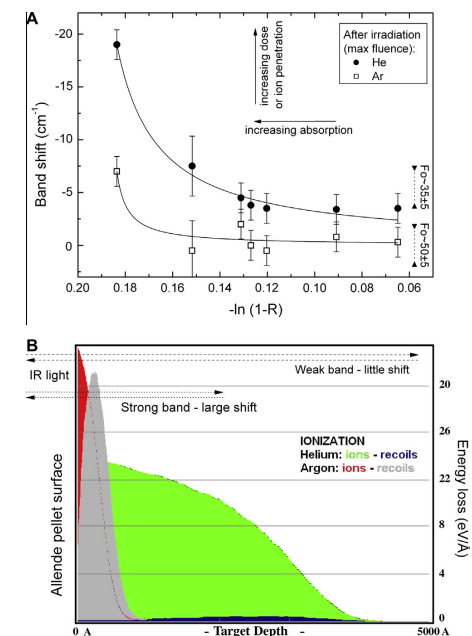 A
-20
-15
-10
-5
0
Band shift (cm⁻¹)
0.20
0.18
0.16
0.14
0.12
0.10
0.08
0.06
-ln (1-R)
increasing dose
or ion penetration
increasing absorption
After irradiation
(max fluence):
He
Ar
Fo~35±5
Fo~50±5
B
IR light
Weak band - little shift
Strong band - large shift
IONIZATION
Helium: ions - recoils
Argon: ions - recoils
Allende pellet surface
20
26
22
8
4
0
Energy loss (eV/Å)
0 A
- Target Depth -
5000 A